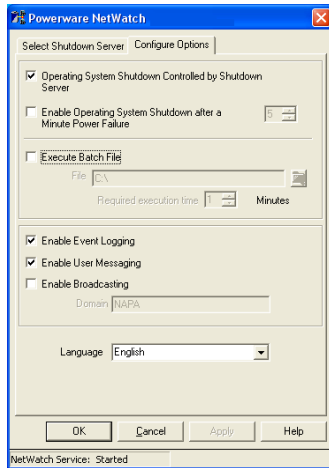 Powerware NetWatch
Select Shutdown Server
Configure Options
Operating System Shutdown Controlled by Shutdown
Server
Enable Operating System Shutdown after a
Minute Power Failure
5
Execute Batch File
File C:\
Required execution time 1 Minutes
Enable Event Logging
Enable User Messaging
Enable Broadcasting
Domain NAPA
Language English
OK Cancel Apply Help
NetWatch Service: Started